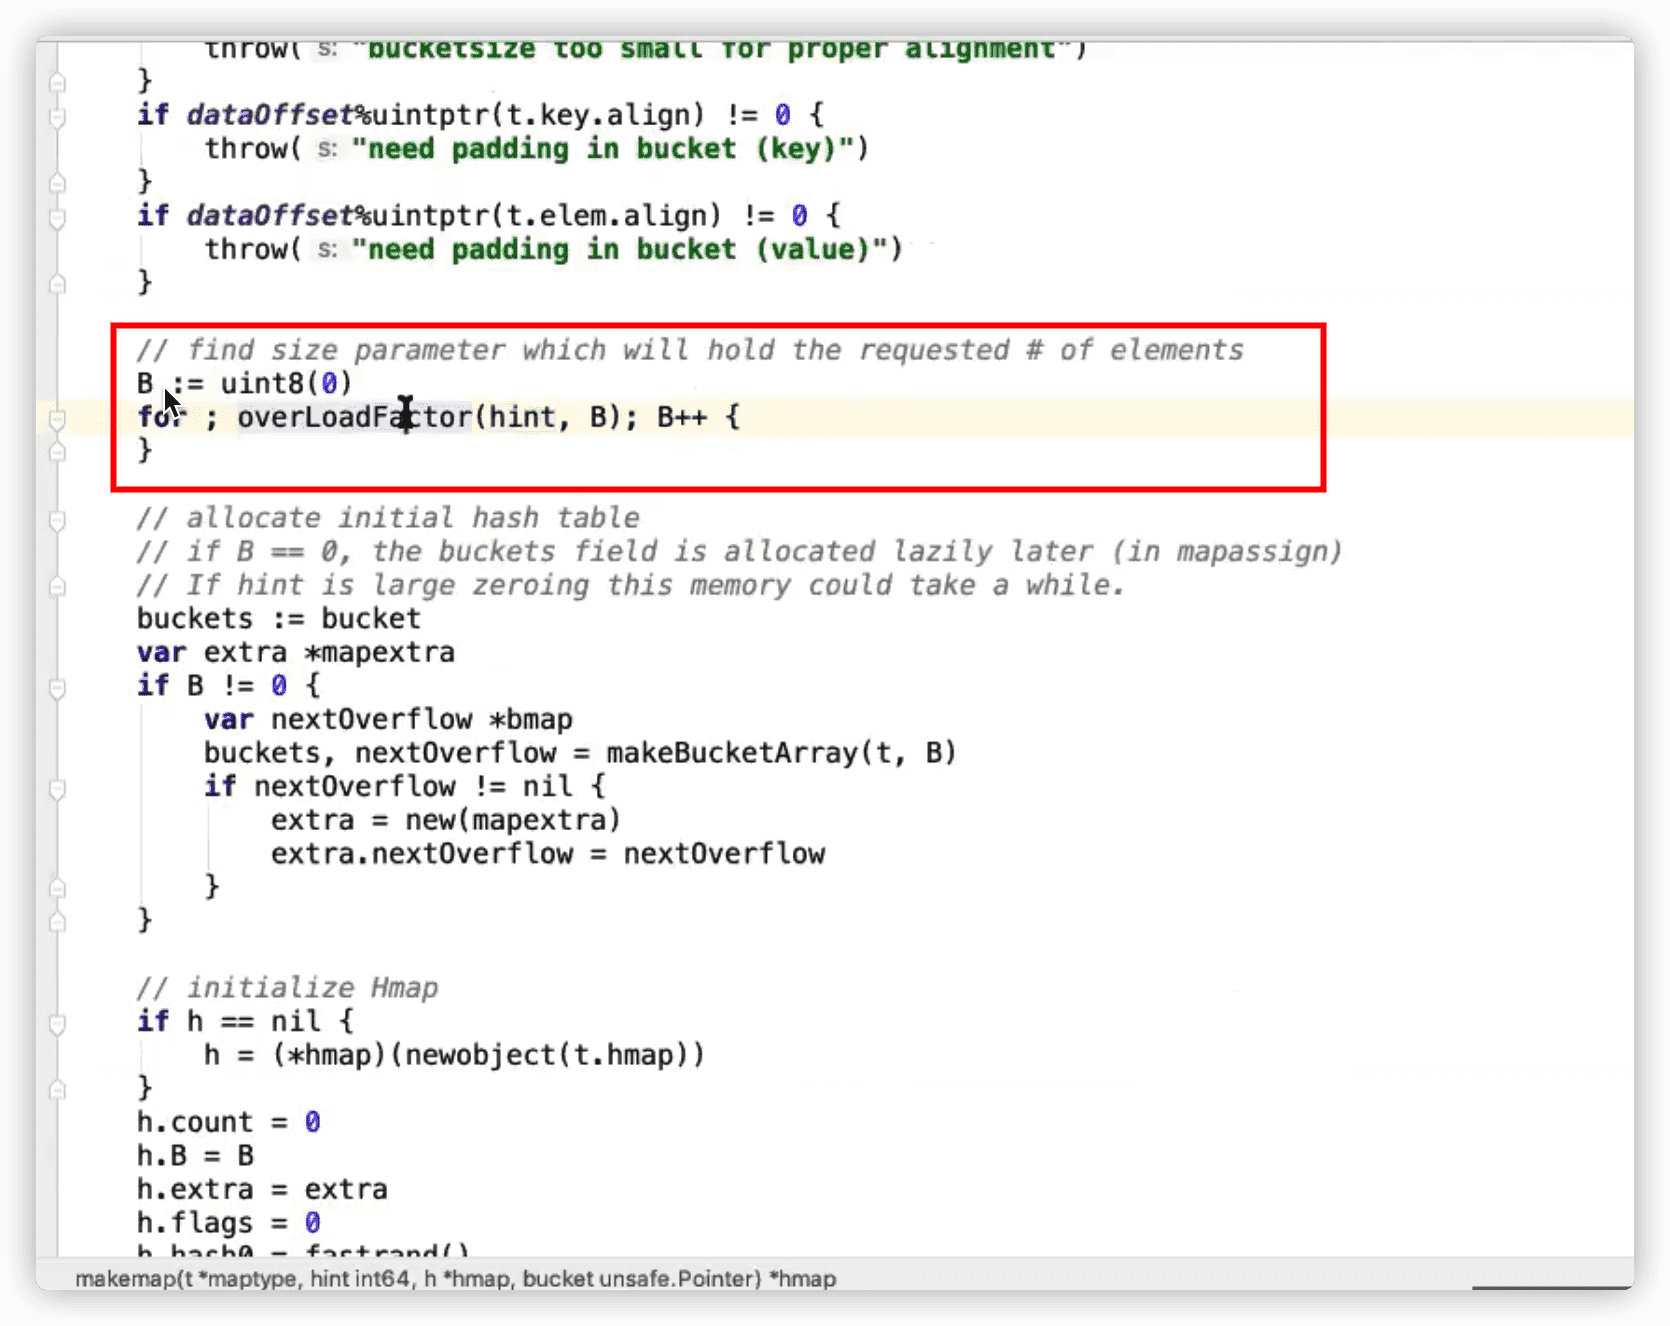 throw( s: "bucketsize too small for proper alignment")
}
if dataOffset%uintptr(t.key.align) != 0 {
throw( s: "need padding in bucket (key)")
}
if dataOffset%uintptr(t.elem.align) != 0 {
throw( s: "need padding in bucket (value)")
}
// find size parameter which will hold the requested # of elements
B := uint8(0)
for ; overLoadFactor(hint, B); B++ {
}
// allocate initial hash table
// if B == 0, the buckets field is allocated lazily later (in mapassign)
// If hint is large zeroing this memory could take a while.
buckets := bucket
var extra *mapextra
if B != 0 {
var nextOverflow *bmap
buckets, nextOverflow = makeBucketArray(t, B)
if nextOverflow != nil {
extra = new(mapextra)
extra.nextOverflow = nextOverflow
}
}
// initialize Hmap
if h == nil {
h = (*hmap)(newobject(t.hmap))
}
h.count = 0
h.B = B
h.extra = extra
h.flags = 0
h.hash0 = fastrand()
makemap(t *maptype, hint int64, h *hmap, bucket unsafe.Pointer) *hmap